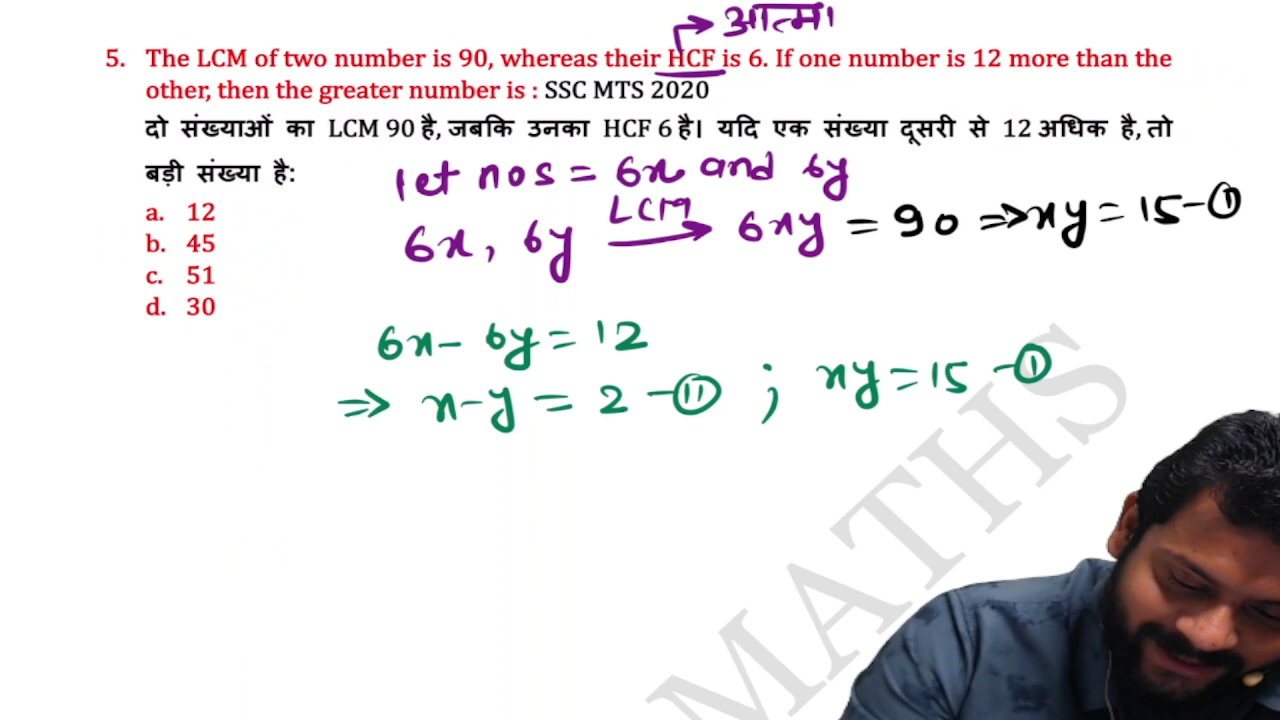 → आत्मा
5. The LCM of two number is 90, whereas their HCF is 6. If one number is 12 more than the
other, then the greater number is : SSC MTS 2020
दो संख्याओं का LCM 90 है, जबकि उनका HCF 6 है। यदि एक संख्या दूसरी से 12 अधिक है, तो
बड़ी संख्या है:
let nos = 6x and 6y
a. 12
b. 45
c. 51
d. 30
6x, 6y LCM → 6xy = 90 ⇒ xy = 15 - ①
6x - 6y = 12
⇒ x - y = 2 - ⑪ ; xy = 15 - ①
MATHS